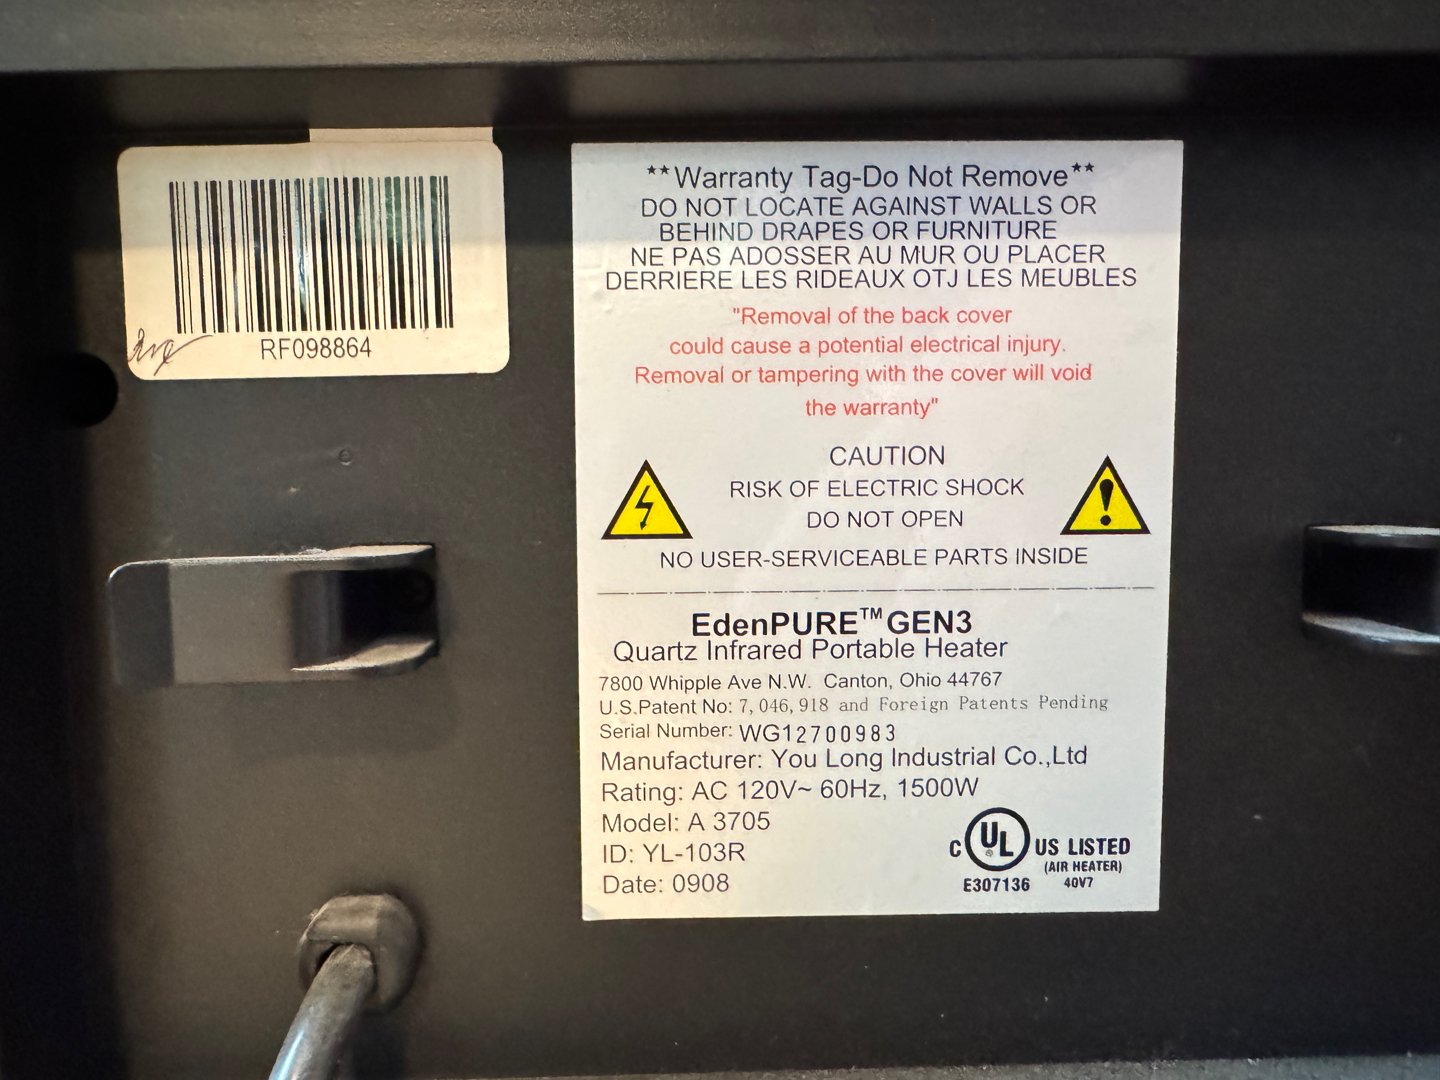 RF098864
**Warranty Tag-Do Not Remove**
DO NOT LOCATE AGAINST WALLS OR
BEHIND DRAPES OR FURNITURE
NE PAS ADOSSER AU MUR OU PLACER
DERRIERE LES RIDEAUX OTJ LES MEUBLES
"Removal of the back cover
could cause a potential electrical injury.
Removal or tampering with the cover will void
the warranty"
CAUTION
RISK OF ELECTRIC SHOCK
DO NOT OPEN
NO USER-SERVICEABLE PARTS INSIDE
EdenPURE™ GEN3
Quartz Infrared Portable Heater
7800 Whipple Ave N.W. Canton, Ohio 44767
U.S.Patent No: 7,046,918 and Foreign Patents Pending
Serial Number: WG12700983
Manufacturer: You Long Industrial Co.,Ltd
Rating: AC 120V~ 60Hz, 1500W
Model: A 3705
ID: YL-103R
Date: 0908
C UL ® US LISTED
(AIR HEATER)
E307136 40V7